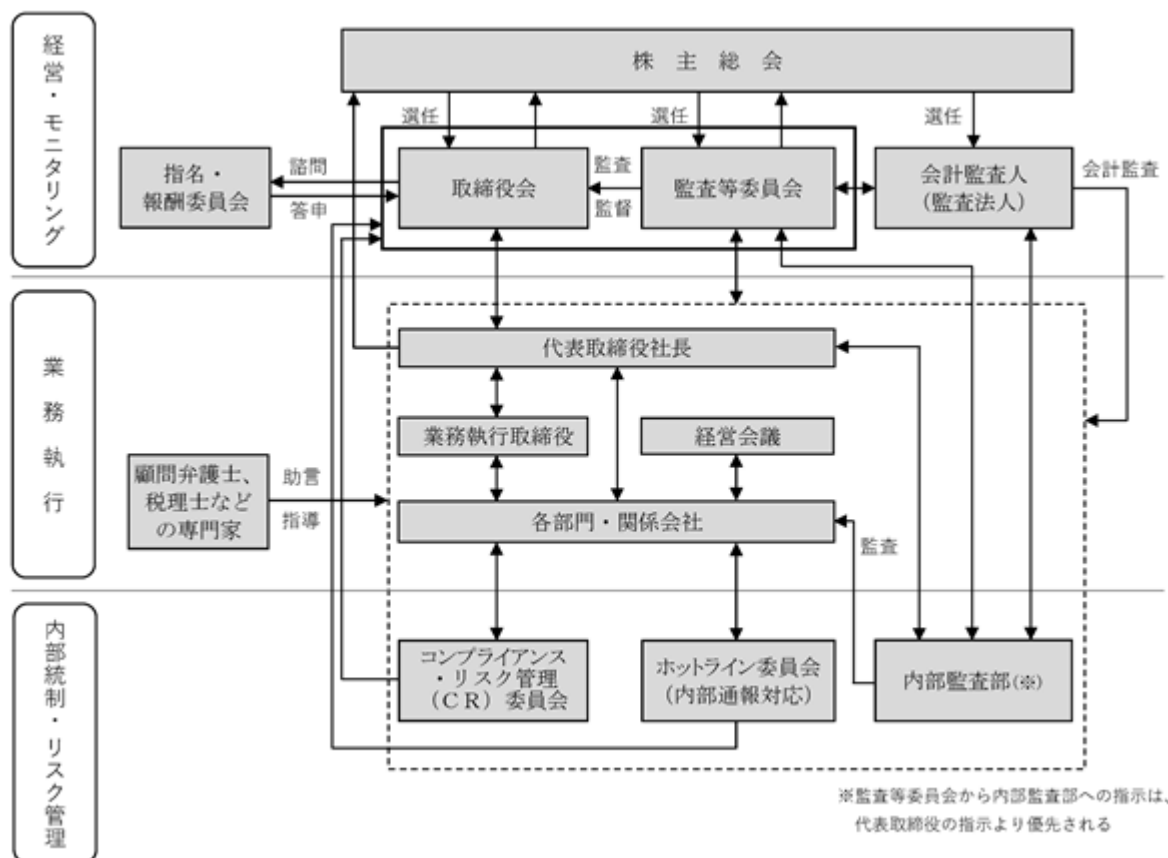 経営・モニタリング
株主総会
選任
選任
選任
指名・
報酬委員会
諮問
答申
取締役会
監査
監督
監査等委員会
会計監査人
(監査法人)
会計監査
業務執行
代表取締役社長
業務執行取締役
経営会議
顧問弁護士、
税理士など
の専門家
助言
指導
各部門・関係会社
監査
内部統制・リスク管理
コンプライアンス
・リスク管理
(CR)委員会
ホットライン委員会
(内部通報対応)
内部監査部(※)
※監査等委員会から内部監査部への指示は、
代表取締役の指示より優先される